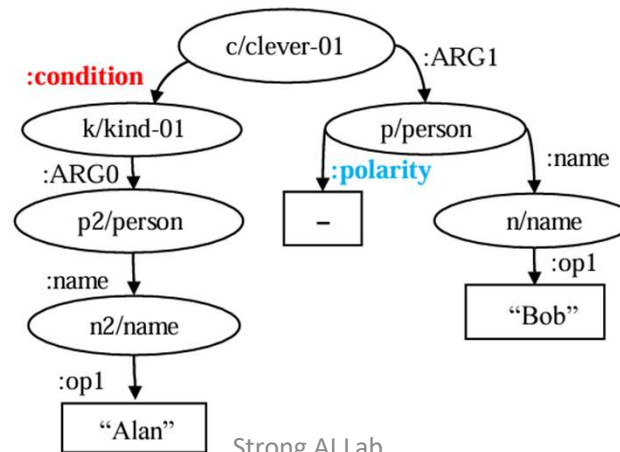 c/clever-01
:condition
:ARG1
k/kind-01
p/person
:ARG0
:polarity
:name
p2/person
–
n/name
:name
:op1
n2/name
“Bob”
:op1
“Alan”
Strong AI Lab